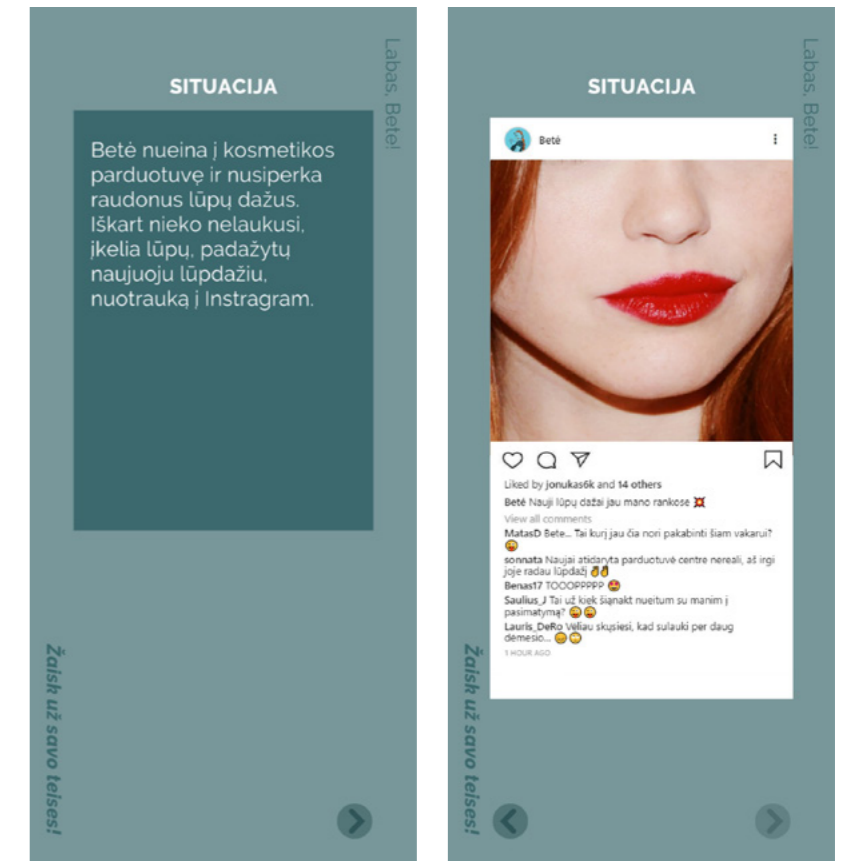 SITUACIJA
Labas, Bete!
Betė nueina į kosmetikos
parduotuvę ir nusiperka
raudonus lūpų dažus.
Iškart nieko nelaukusi,
įkelia lūpų, padažytų
naujuoju lūpdažiu,
nuotrauką į Instragram.
Žaisk už savo teises!
SITUACIJA
Labas, Bete!
Betė
Liked by jonukas6k and 14 others
Betė Nauji lūpų dažai jau mano rankose 💥
View all comments
MatasD Bete... Tai kurį jau čia nori pakabinti šiam vakarui?
😀
sonnata Naujai atidaryta parduotuvė centre nereali, aš irgi
joje radau lūpdažį
Benas17 TOOOPPPPP 😍
Saulius_J Tai už kiek šiąnakt nueitum su manim į
pasimatymą? 😀😀
Lauris_DeRo Vėliau skųsiesi, kad sulauki per daug
dėmesio...
1 HOUR AGO
Žaisk už savo teises!